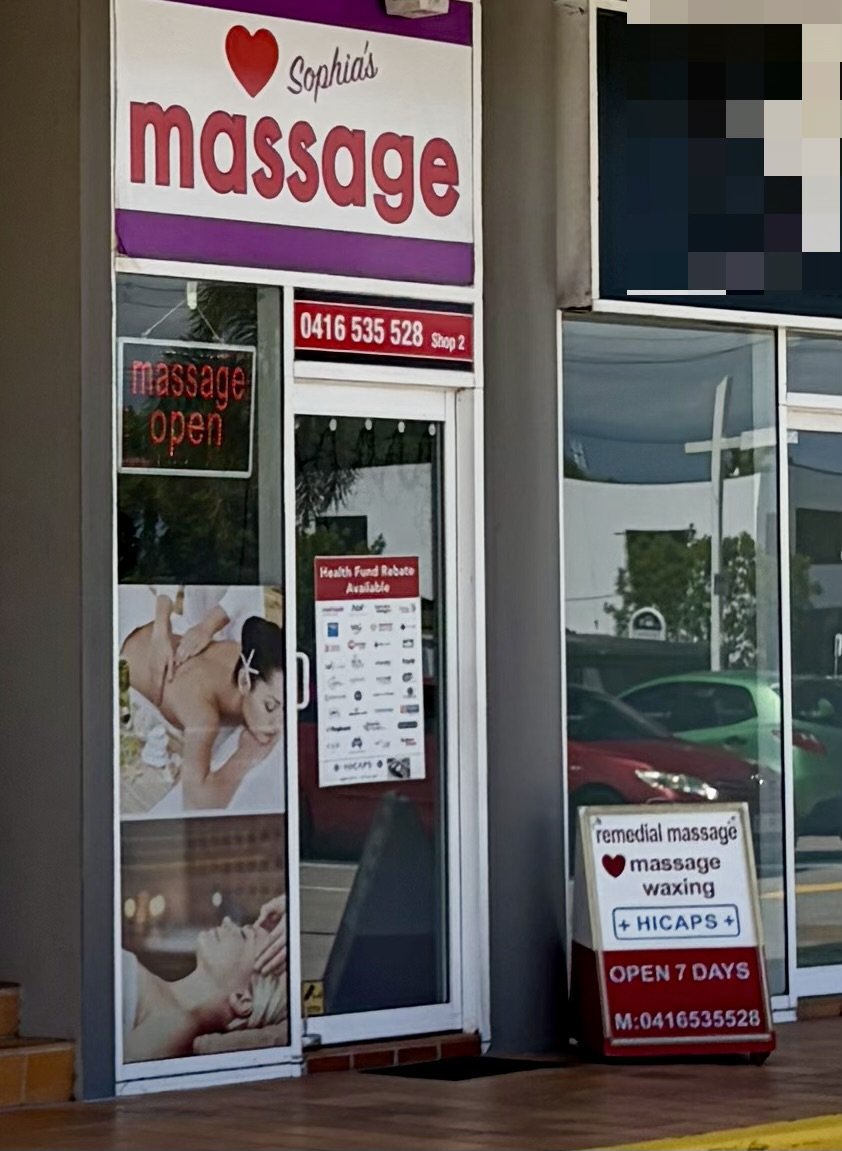 Sophia's
massage
0416 535 528 Shop 2
massage
open
Health Fund Rebate
Available
HICAPS
remedial massage
massage
waxing
+ HICAPS +
OPEN 7 DAYS
M:0416535528